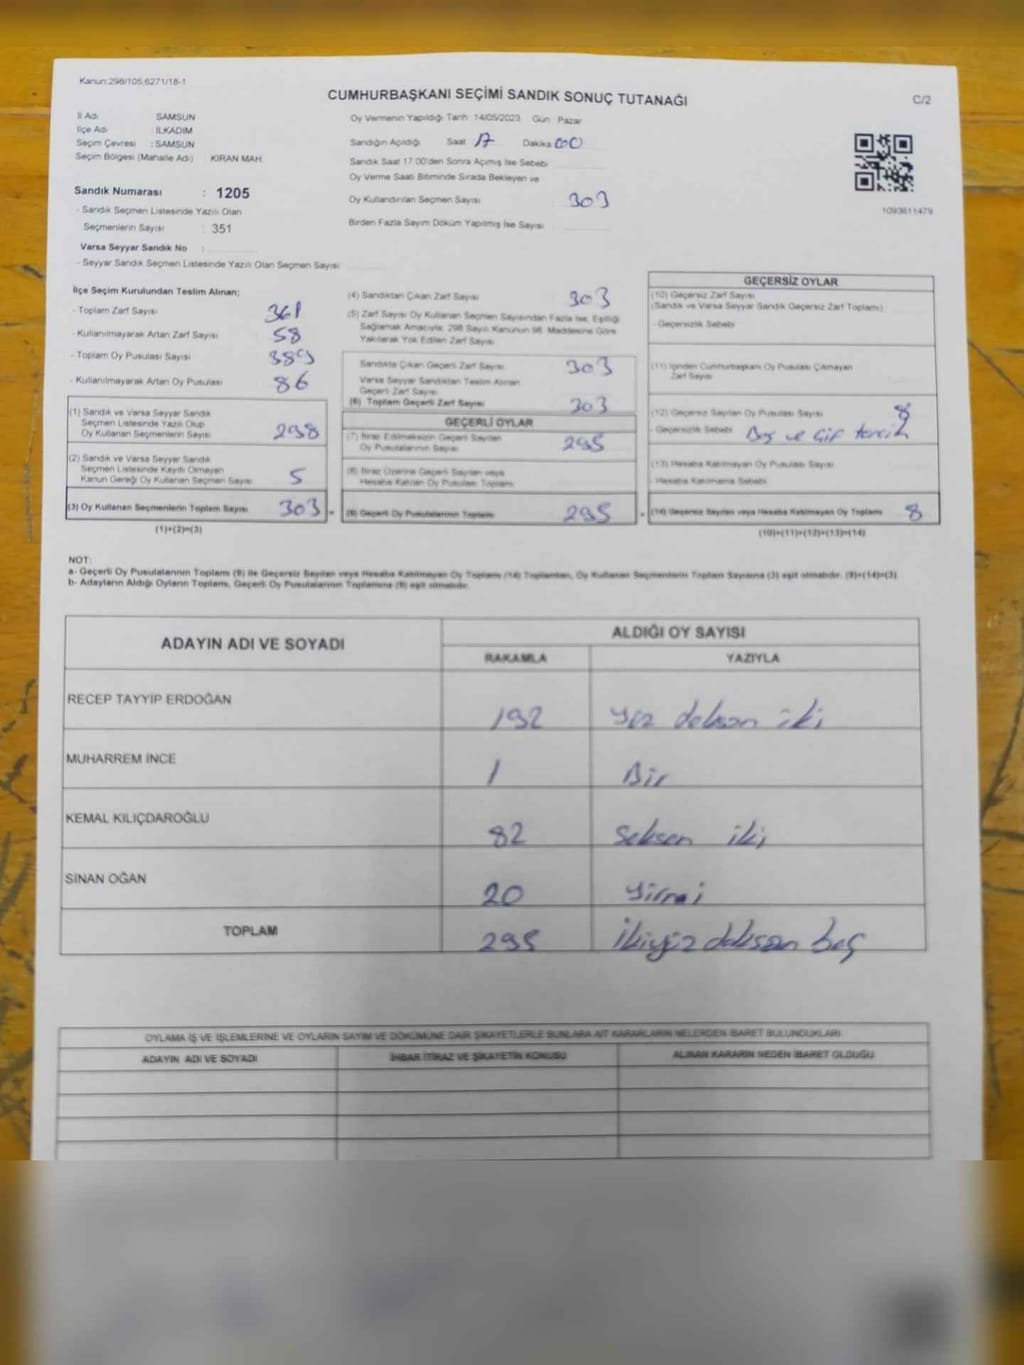 Kanun:298/105,6271/18-1
CUMHURBAŞKANI SEÇİMİ SANDIK SONUÇ TUTANAĞI
C/2
İl Adı SAMSUN
İlçe Adı İLKADIM
Seçim Çevresi : SAMSUN
Seçim Bölgesi (Mahalle Adı) KIRAN MAH.
Oy Vermenin Yapıldığı Tarih 14/05/2023 Gün: Pazar
Sandığın Açıldığı Saat 17 Dakika 00
Sandık Saat 17.00'den Sonra Açılmış İse Sebebi
Oy Verme Saati Bitiminde Sırada Bekleyen ve
Oy Kullandırılan Seçmen Sayısı 303
Birden Fazla Sayım Döküm Yapılmış İse Sayısı
1093611479
Sandık Numarası : 1205
- Sandık Seçmen Listesinde Yazılı Olan
Seçmenlerin Sayısı : 351
Varsa Seyyar Sandık No :
- Seyyar Sandık Seçmen Listesinde Yazılı Olan Seçmen Sayısı
İlçe Seçim Kurulundan Teslim Alınan;
- Toplam Zarf Sayısı 361
- Kullanılmayarak Artan Zarf Sayısı 58
- Toplam Oy Pusulası Sayısı
- Kullanılmayarak Artan Oy Pusulası 86
(1) Sandık ve Varsa Seyyar Sandık
Seçmen Listesinde Yazılı Olup
Oy Kullanan Seçmenlerin Sayısı 298
(2) Sandık ve Varsa Seyyar Sandık
Seçmen Listesinde Kayıtlı Olmayan
Kanun Gereği Oy Kullanan Seçmen Sayısı 5
(3) Oy Kullanan Seçmenlerin Toplam Sayısı 303 =
(1)+(2)=(3)
(4) Sandıktan Çıkan Zarf Sayısı 303
(5) Zarf Sayısı Oy Kullanan Seçmen Sayısından Fazla İse, Eşitliği
Sağlamak Amacıyla; 298 Sayılı Kanunun 98. Maddesine Göre
Yakılarak Yok Edilen Zarf Sayısı
Sandıkta Çıkan Geçerli Zarf Sayısı 303
Varsa Seyyar Sandıktan Teslim Alınan
Geçerli Zarf Sayısı
(6) Toplam Geçerli Zarf Sayısı 303
GEÇERLİ OYLAR
(7) İtiraz Edilmeksizin Geçerli Sayılan
Oy Pusulalarının Sayısı 295
(8) İtiraz Üzerine Geçerli Sayılan veya
Hesaba Katılan Oy Pusulası Toplamı
(9) Geçerli Oy Pusulalarının Toplamı 295 +
GEÇERSİZ OYLAR
(10) Geçersiz Zarf Sayısı
(Sandık ve Varsa Seyyar Sandık Geçersiz Zarf Toplamı)
- Geçersizlik Sebebi
(11) İçinden Cumhurbaşkanı Oy Pusulası Çıkmayan
Zarf Sayısı
(12) Geçersiz Sayılan Oy Pusulası Sayısı 8
- Geçersizlik Sebebi Boş ve Çif tercih
(13) Hesaba Katılmayan Oy Pusulası Sayısı
- Hesaba Katılmama Sebebi
(14) Geçersiz Sayılan veya Hesaba Katılmayan Oy Toplamı 8
(10)+(11)+(12)+(13)=(14)
NOT:
a- Geçerli Oy Pusulalarının Toplamı (9) ile Geçersiz Sayılan veya Hesaba Katılmayan Oy Toplamı (14) Toplamları, Oy Kullanan Seçmenlerin Toplam Sayısına (3) eşit olmalıdır. (9)+(14)=(3)
b- Adayların Aldığı Oyların Toplamı, Geçerli Oy Pusulalarının Toplamına (9) eşit olmalıdır.
ADAYIN ADI VE SOYADI
ALDIĞI OY SAYISI
RAKAMLA YAZIYLA
RECEP TAYYİP ERDOĞAN 192 yüz doksan iki
MUHARREM İNCE 1 Bir
KEMAL KILIÇDAROĞLU 82 Seksen iki
SİNAN OĞAN 20 Yirmi
TOPLAM 295 İkiyüz doksan beş
OYLAMA İŞ VE İŞLEMLERİNE VE OYLARIN SAYIM VE DÖKÜMÜNE DAİR ŞİKAYETLERLE BUNLARA AİT KARARLARIN NELERDEN İBARET BULUNDUKLARI
ADAYIN ADI VE SOYADI İHBAR İTİRAZ VE ŞİKAYETİN KONUSU ALINAN KARARIN NEDEN İBARET OLDUĞU